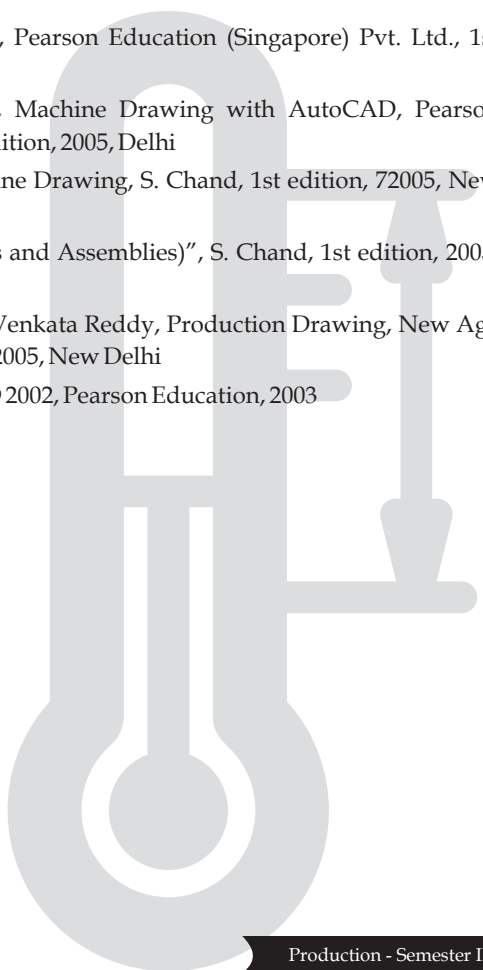 , Pearson Education (Singapore) Pvt. Ltd., 1s
Machine Drawing with AutoCAD, Pearso
ition, 2005, Delhi
ine Drawing, S. Chand, 1st edition, 72005, New
s and Assemblies)”, S. Chand, 1st edition, 200
Venkata Reddy, Production Drawing, New Ag
2005, New Delhi
2002, Pearson Education, 2003
Production - Semester I